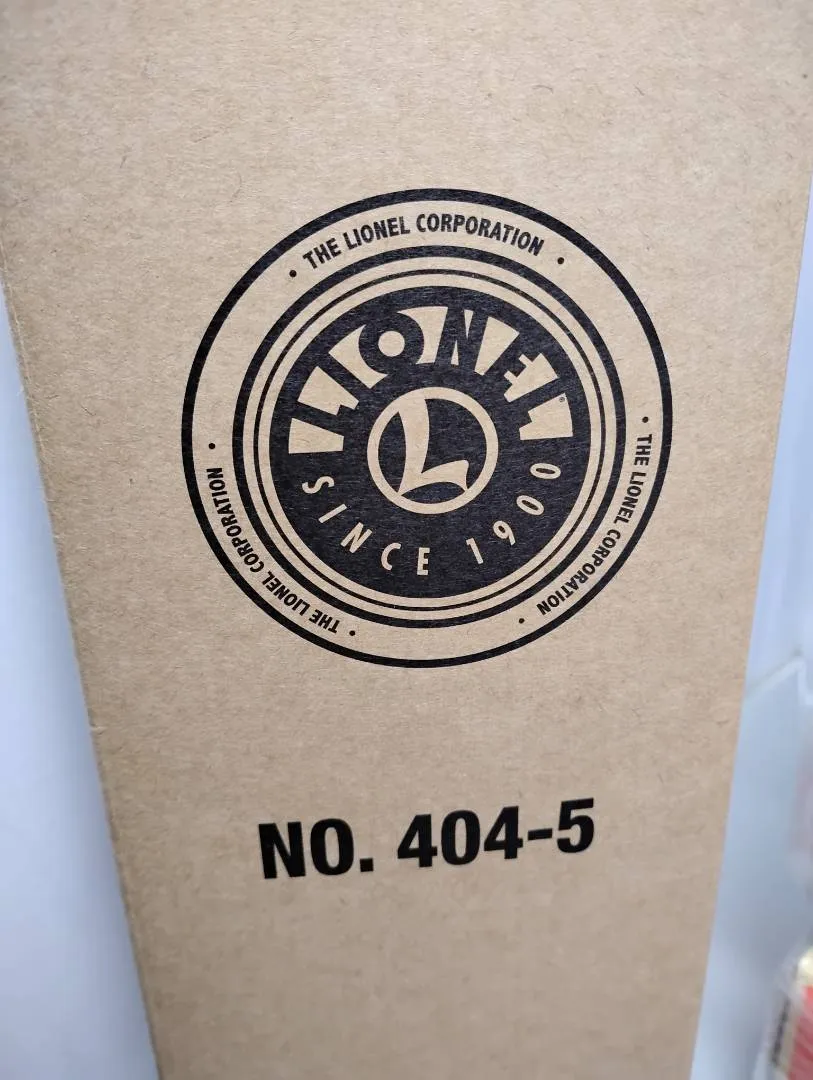 • THE LIONEL CORPORATION •
LIONEL®
L
SINCE 1900
• THE LIONEL CORPORATION •
• THE LIONEL CORPORATION •
NO. 404-5